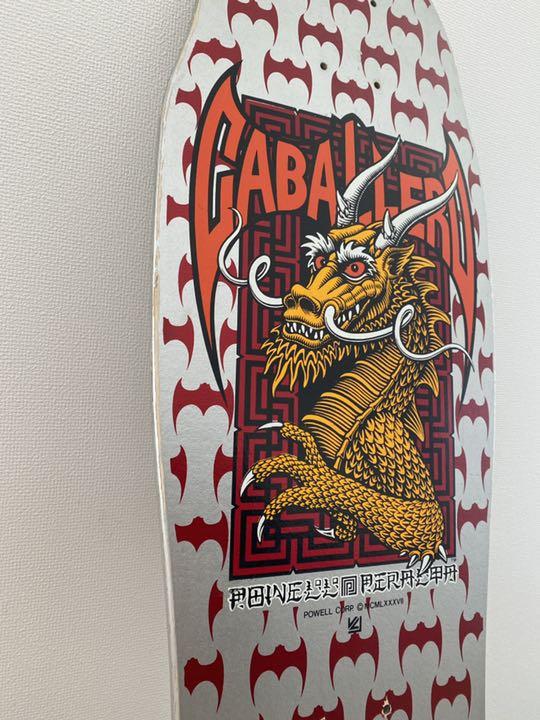 CABALLERO
POWELL PERALTA
POWELL CORP. © MCMLXXXVII